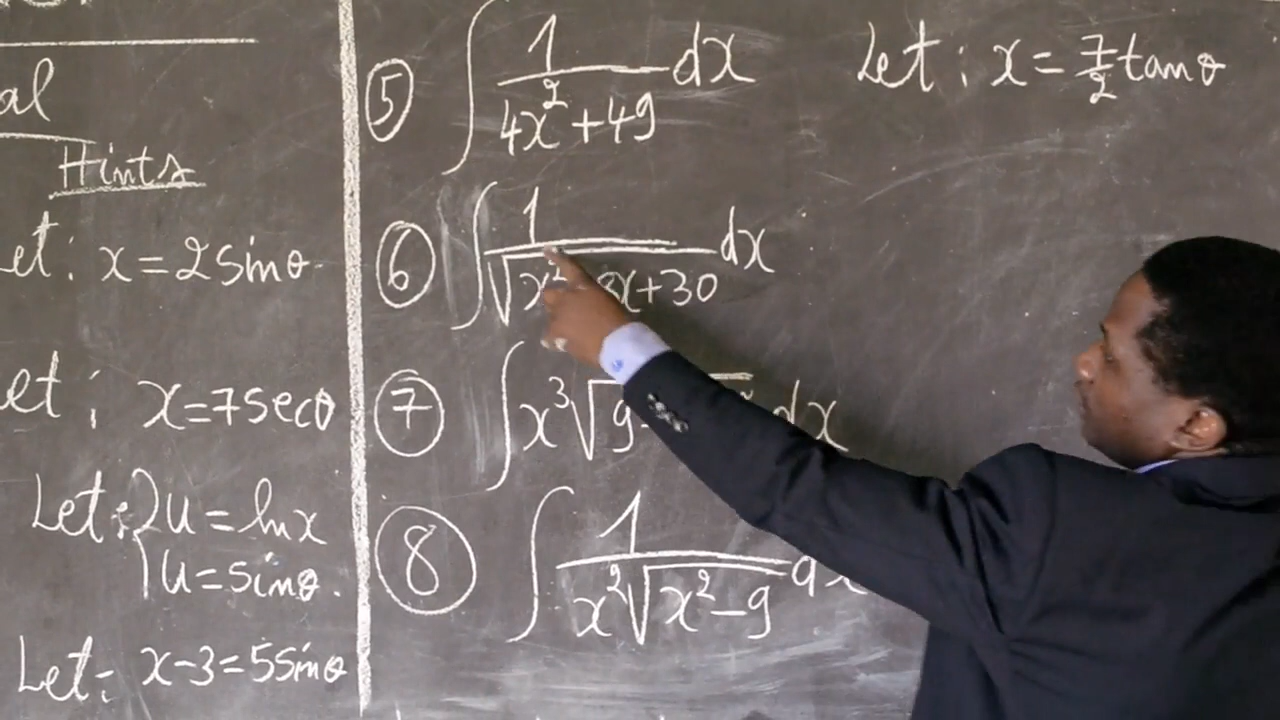 al
Hints
et: x=2sinθ
et: x=7secθ
Let: u=lnx
u=sinθ.
Let: x-3=5sinθ
⑤ ∫ 1/(4x²+49) dx Let: x=7/2 tanθ
⑥ ∫ 1/√(x² 8x+30) dx
⑦ ∫ x³√9- dx
⑧ ∫ 1/(x²√(x²-9)) dx